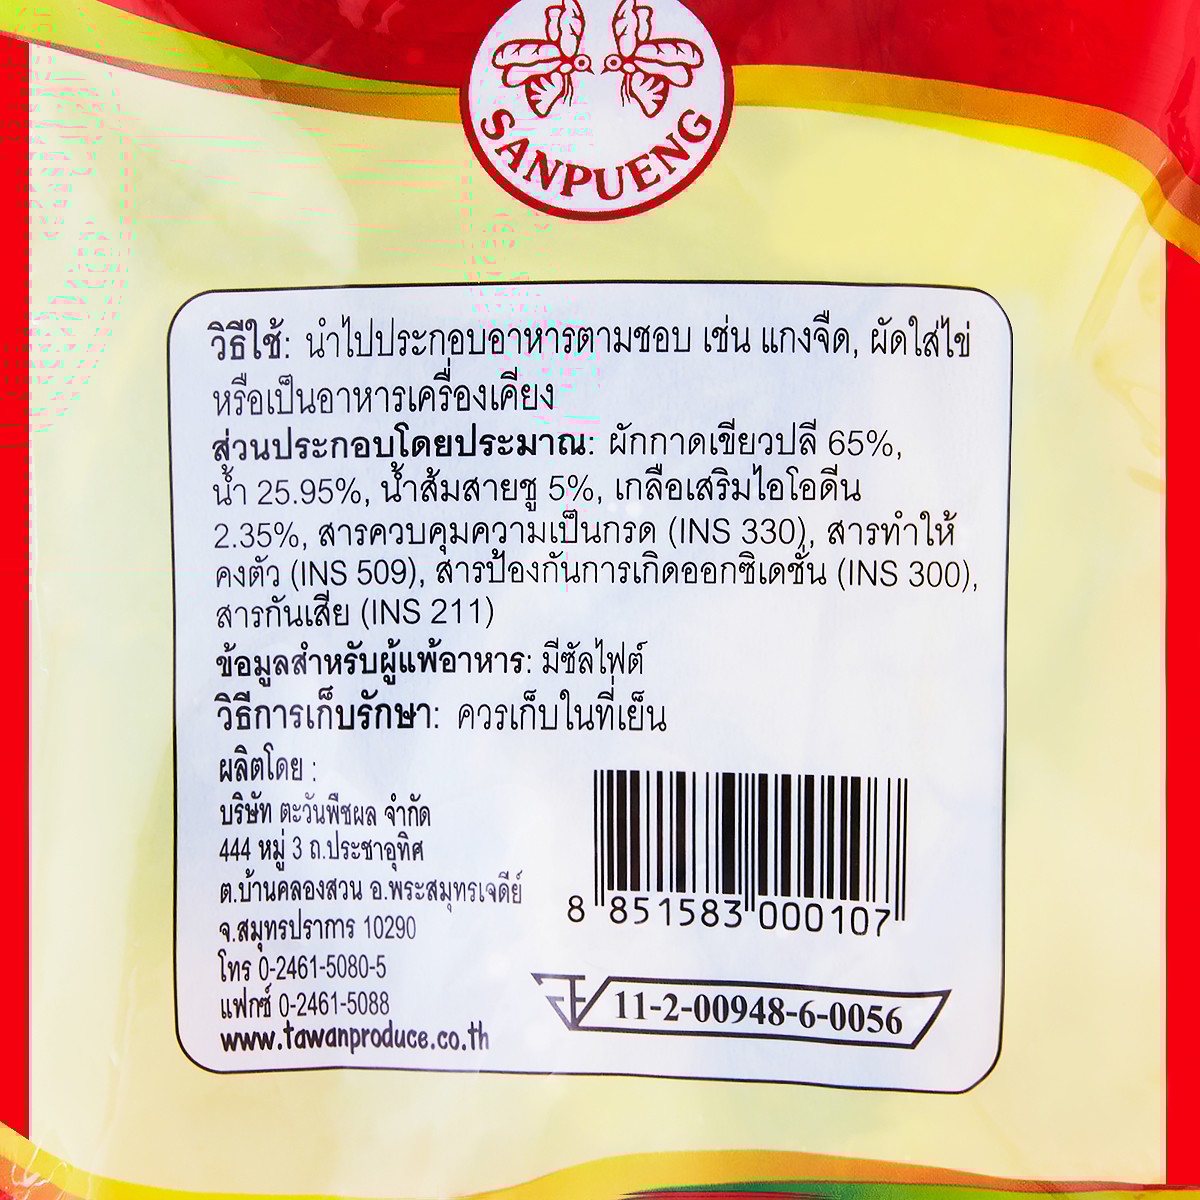 SANPUENG
วิธีใช้: นำไปประกอบอาหารตามชอบ เช่น แกงจืด, ผัดใส่ไข่
หรือเป็นอาหารเครื่องเคียง
ส่วนประกอบโดยประมาณ: ผักกาดเขียวปลี 65%,
น้ำ 25.95%, น้ำส้มสายชู 5%, เกลือเสริมไอโอดีน
2.35%, สารควบคุมความเป็นกรด (INS 330), สารทำให้
คงตัว (INS 509), สารป้องกันการเกิดออกซิเดชั่น (INS 300),
สารกันเสีย (INS 211)
ข้อมูลสำหรับผู้แพ้อาหาร: มีซัลไฟต์
วิธีการเก็บรักษา: ควรเก็บในที่เย็น
ผลิตโดย :
บริษัท ตะวันพืชผล จำกัด
444 หมู่ 3 ถ.ประชาอุทิศ
ต.บ้านคลองสวน อ.พระสมุทรเจดีย์
จ.สมุทรปราการ 10290
โทร 0-2461-5080-5
แฟกซ์ 0-2461-5088
www.tawanproduce.co.th
8 851583 000107
11-2-00948-6-0056